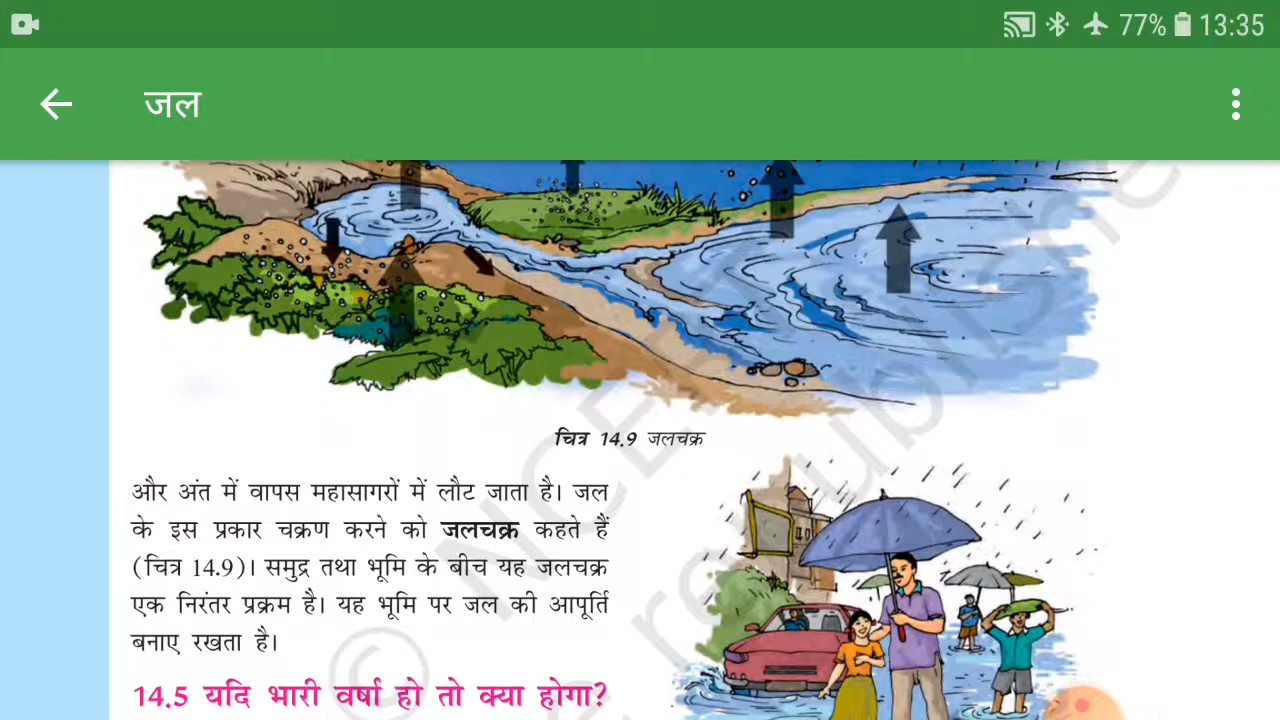 77% 13:35
जल
चित्र 14.9 जलचक्र
और अंत में वापस महासागरों में लौट जाता है। जल
के इस प्रकार चक्रण करने को जलचक्र कहते हैं
(चित्र 14.9)। समुद्र तथा भूमि के बीच यह जलचक्र
एक निरंतर प्रक्रम है। यह भूमि पर जल की आपूर्ति
बनाए रखता है।
14.5 यदि भारी वर्षा हो तो क्या होगा?